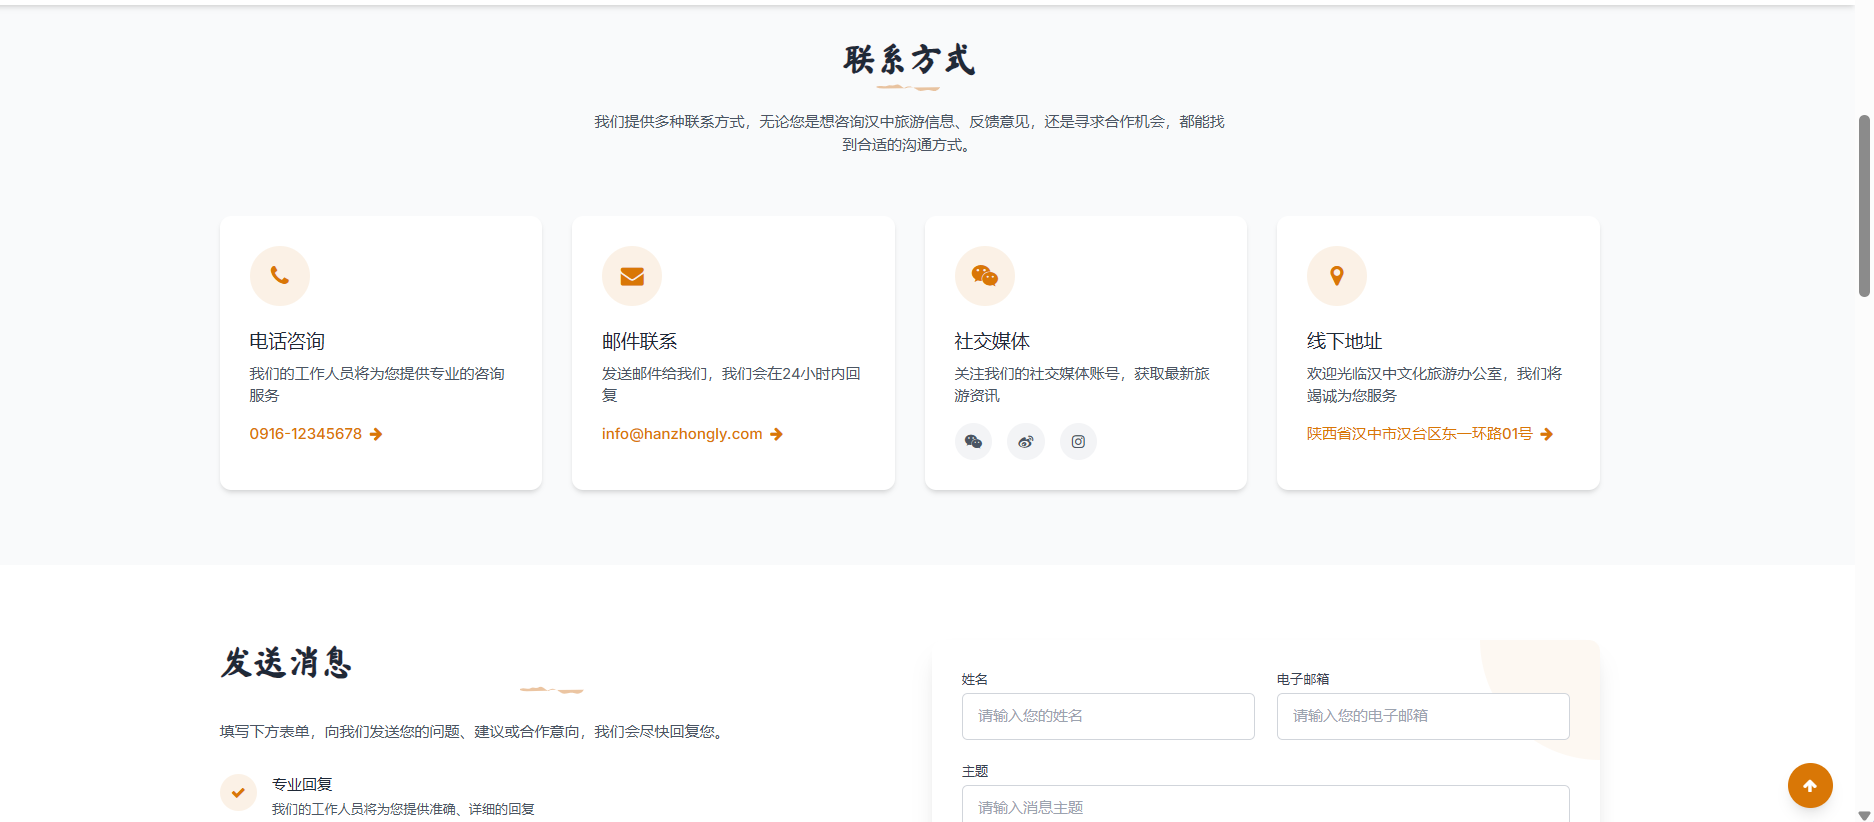 联系方式
我们提供多种联系方式，无论您是想咨询汉中旅游信息、反馈意见，还是寻求合作机会，都能找
到合适的沟通方式。
电话咨询
我们的工作人员将为您提供专业的咨询
服务
0916-12345678
邮件联系
发送邮件给我们，我们会在24小时内回
复
info@hanzhongly.com
社交媒体
关注我们的社交媒体账号，获取最新旅
游资讯
线下地址
欢迎光临汉中文化旅游办公室，我们将
竭诚为您服务
陕西省汉中市汉台区东一环路01号
发送消息
填写下方表单，向我们发送您的问题、建议或合作意向，我们会尽快回复您。
专业回复
我们的工作人员将为您提供准确、详细的回复
姓名
请输入您的姓名
电子邮箱
请输入您的电子邮箱
主题
请输入消息主题